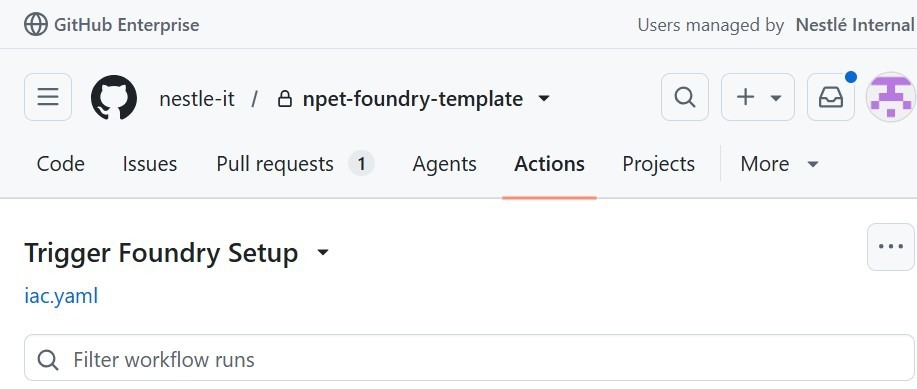 GitHub Enterprise Users managed by Nestlé Internal
nestle-it / npet-foundry-template
Code Issues Pull requests 1 Agents Actions Projects More
Trigger Foundry Setup
iac.yaml
Filter workflow runs